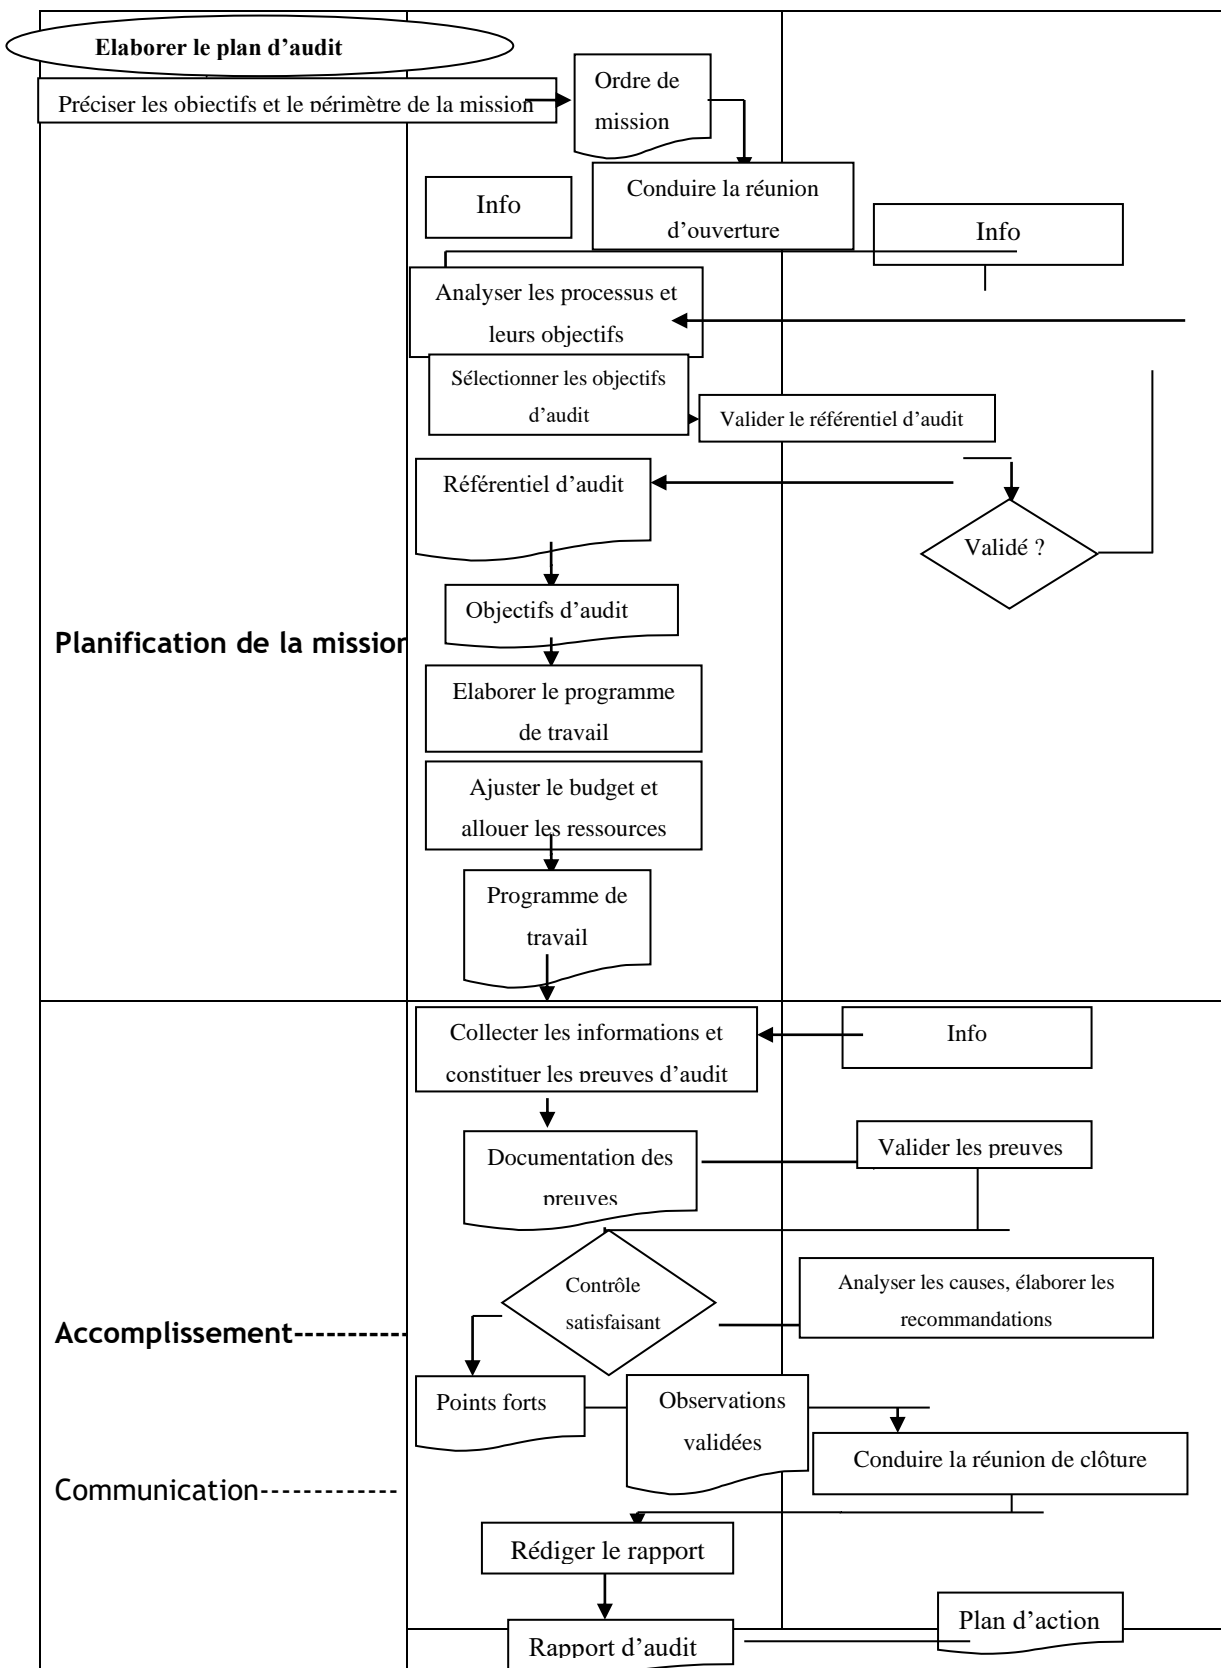 Elaborer le plan d’audit
Préciser les objectifs et le périmètre de la mission
Ordre de
mission
Info
Conduire la réunion
d’ouverture
Info
Analyser les processus et
leurs objectifs
Sélectionner les objectifs
d’audit
Valider le référentiel d’audit
Référentiel d’audit
Validé ?
Objectifs d’audit
Planification de la mission
Elaborer le programme
de travail
Ajuster le budget et
allouer les ressources
Programme de
travail
Collecter les informations et
constituer les preuves d’audit
Info
Documentation des
preuves
Valider les preuves
Contrôle
satisfaisant
Analyser les causes, élaborer les
recommandations
Accomplissement-----------
Points forts
Observations
validées
Conduire la réunion de clôture
Communication------------
Rédiger le rapport
Rapport d’audit
Plan d’action